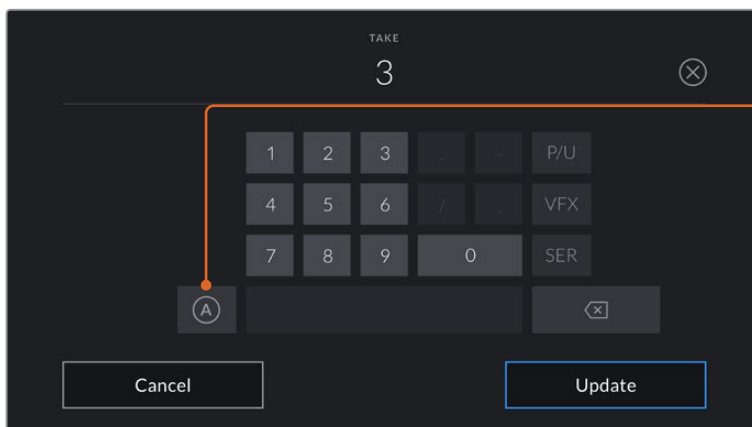 TAKE
3
1 2 3 . - P/U
4 5 6 / , VFX
7 8 9 0 SER
A
Cancel Update